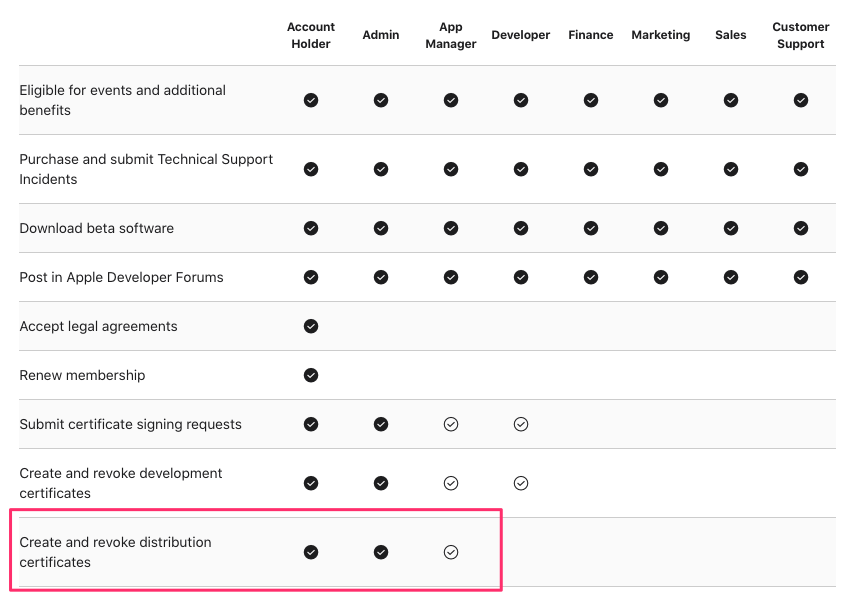 Account Holder
Admin
App Manager
Developer
Finance
Marketing
Sales
Customer Support
Eligible for events and additional
benefits
Purchase and submit Technical Support
Incidents
Download beta software
Post in Apple Developer Forums
Accept legal agreements
Renew membership
Submit certificate signing requests
Create and revoke development
certificates
Create and revoke distribution
certificates